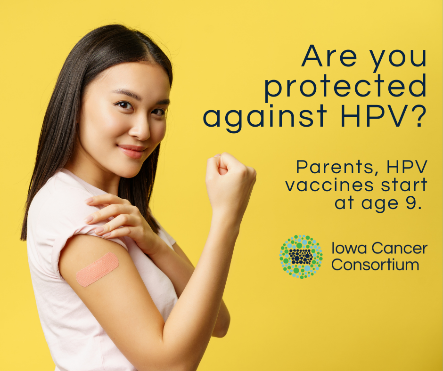 Are you
protected
against HPV?
Parents, HPV
vaccines start
at age 9.
Iowa Cancer
Consortium